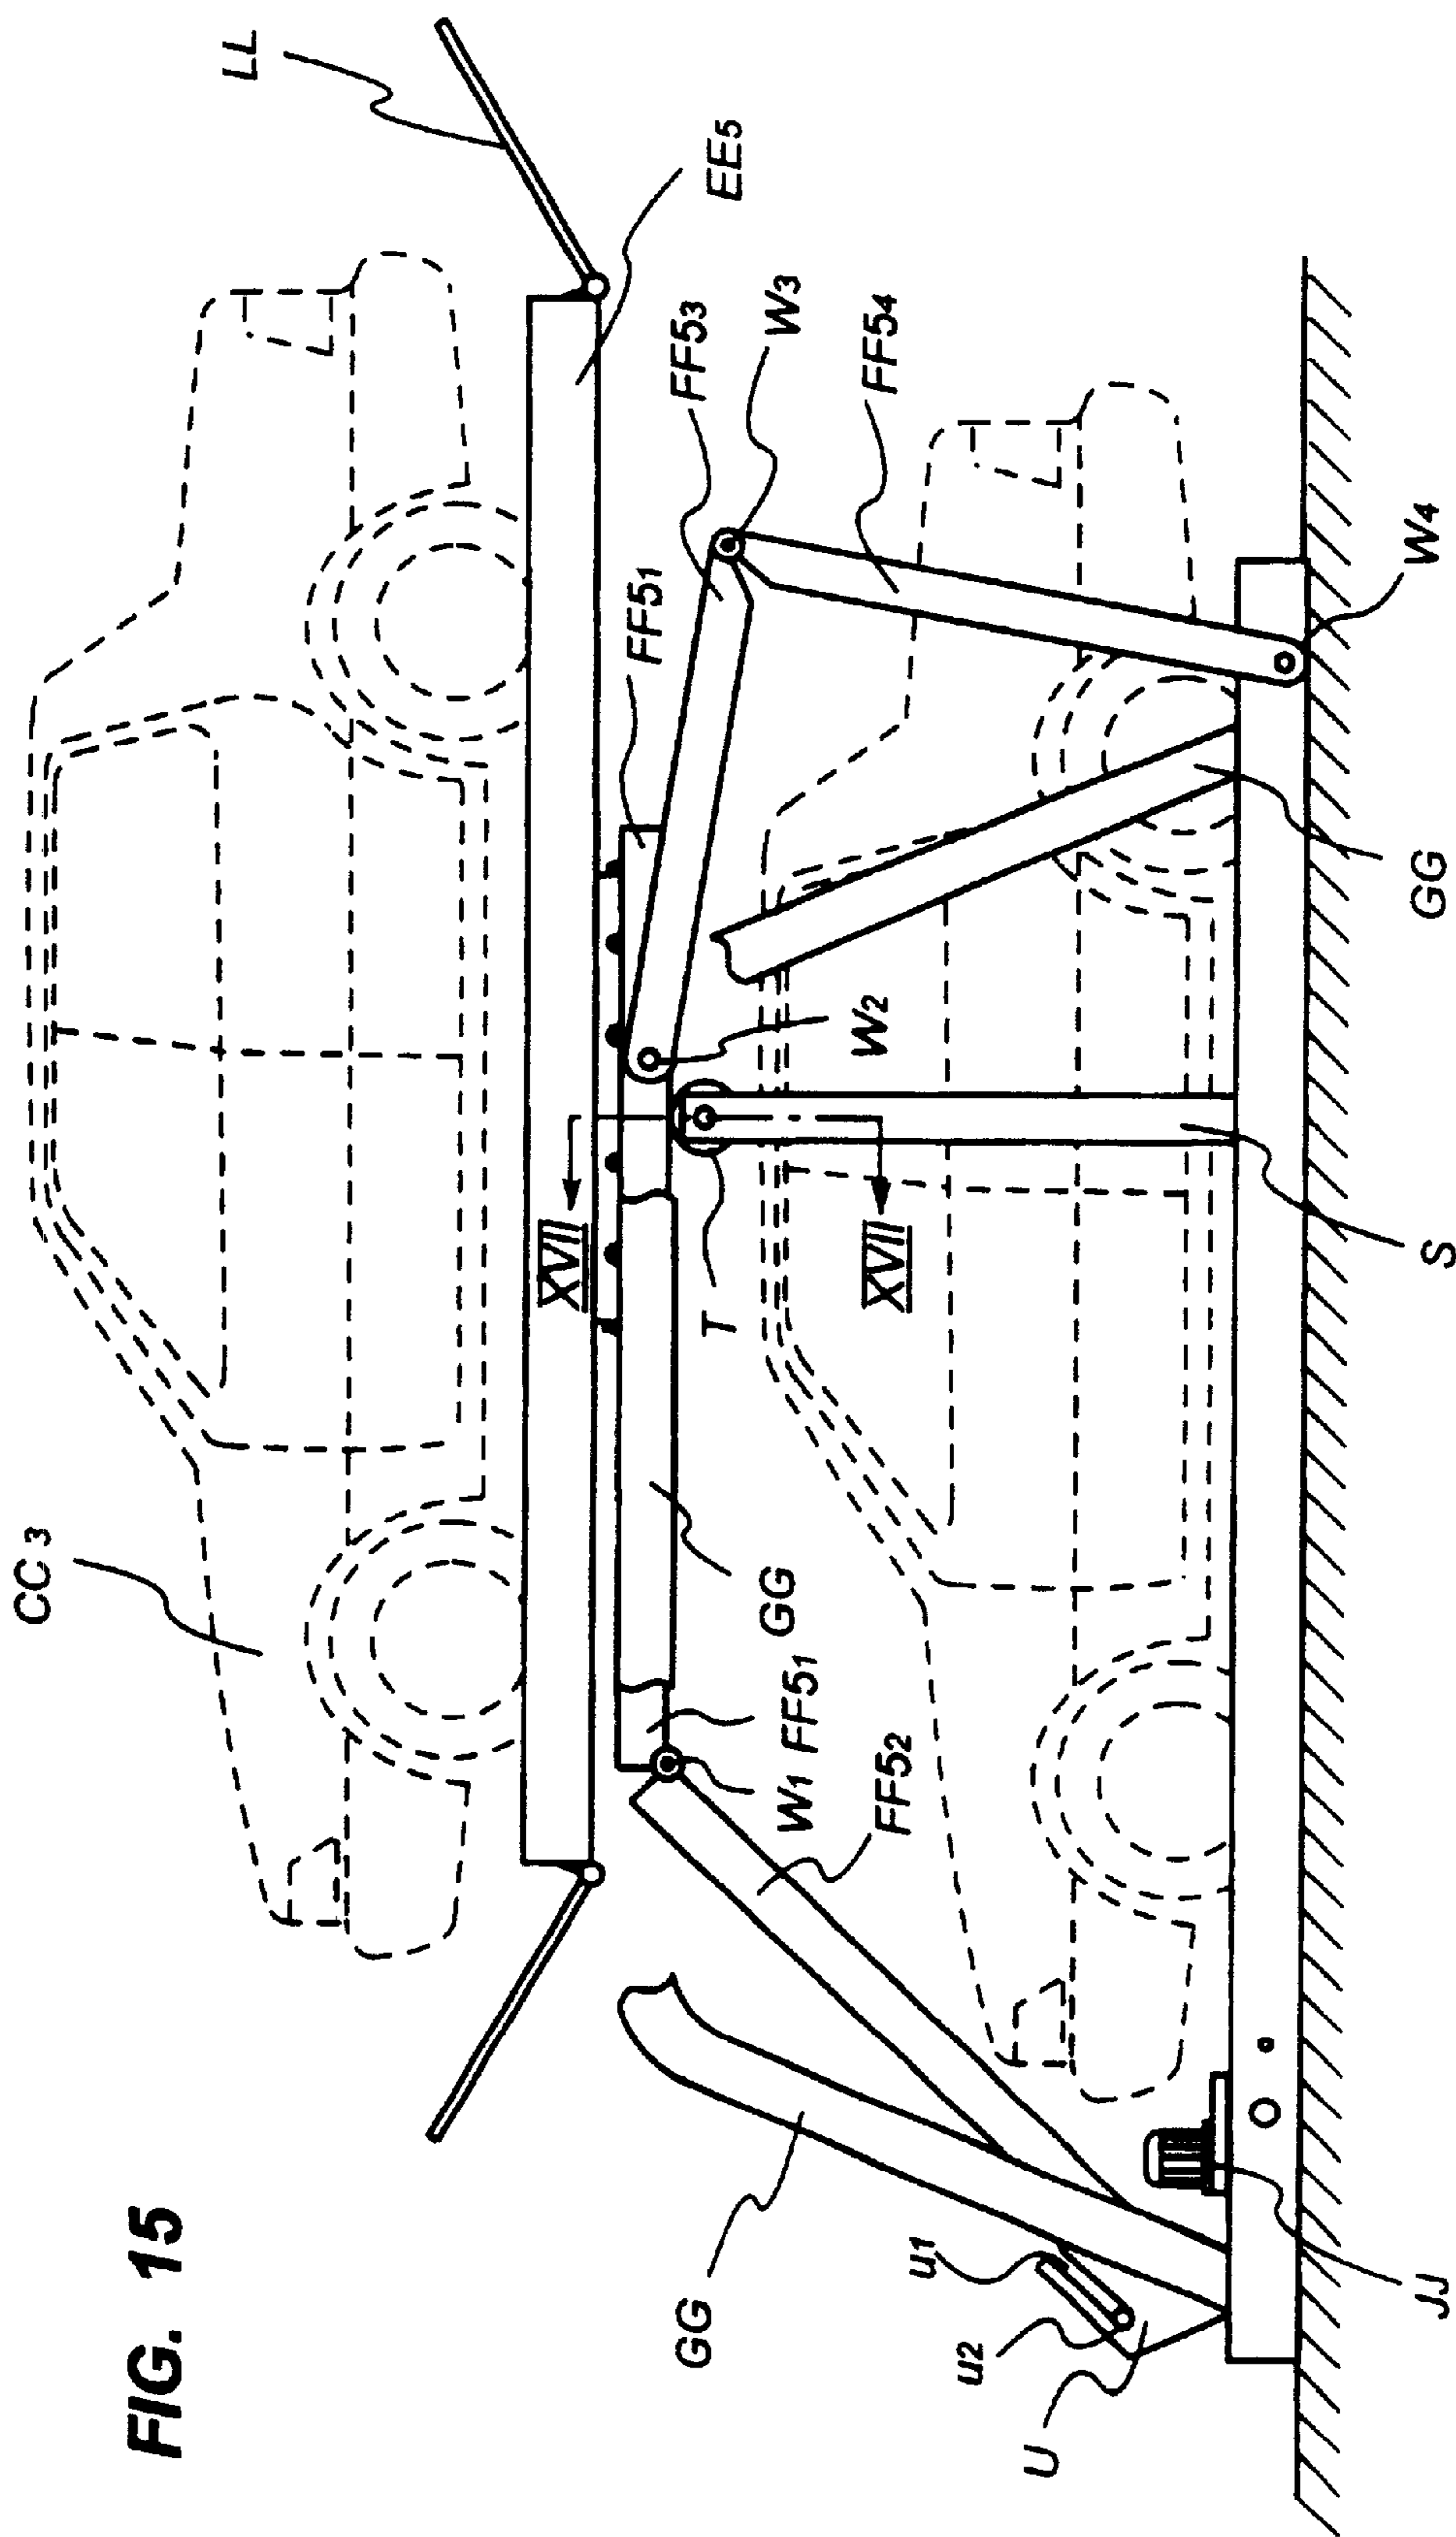 FIG. 15
CC3
LL
EE5
FF53
W3
FF54
FF51
W2
W4
GG
S
XVII
XVII
T
GG
W1 FF51
FF52
GG
u1
u2
U
JJ